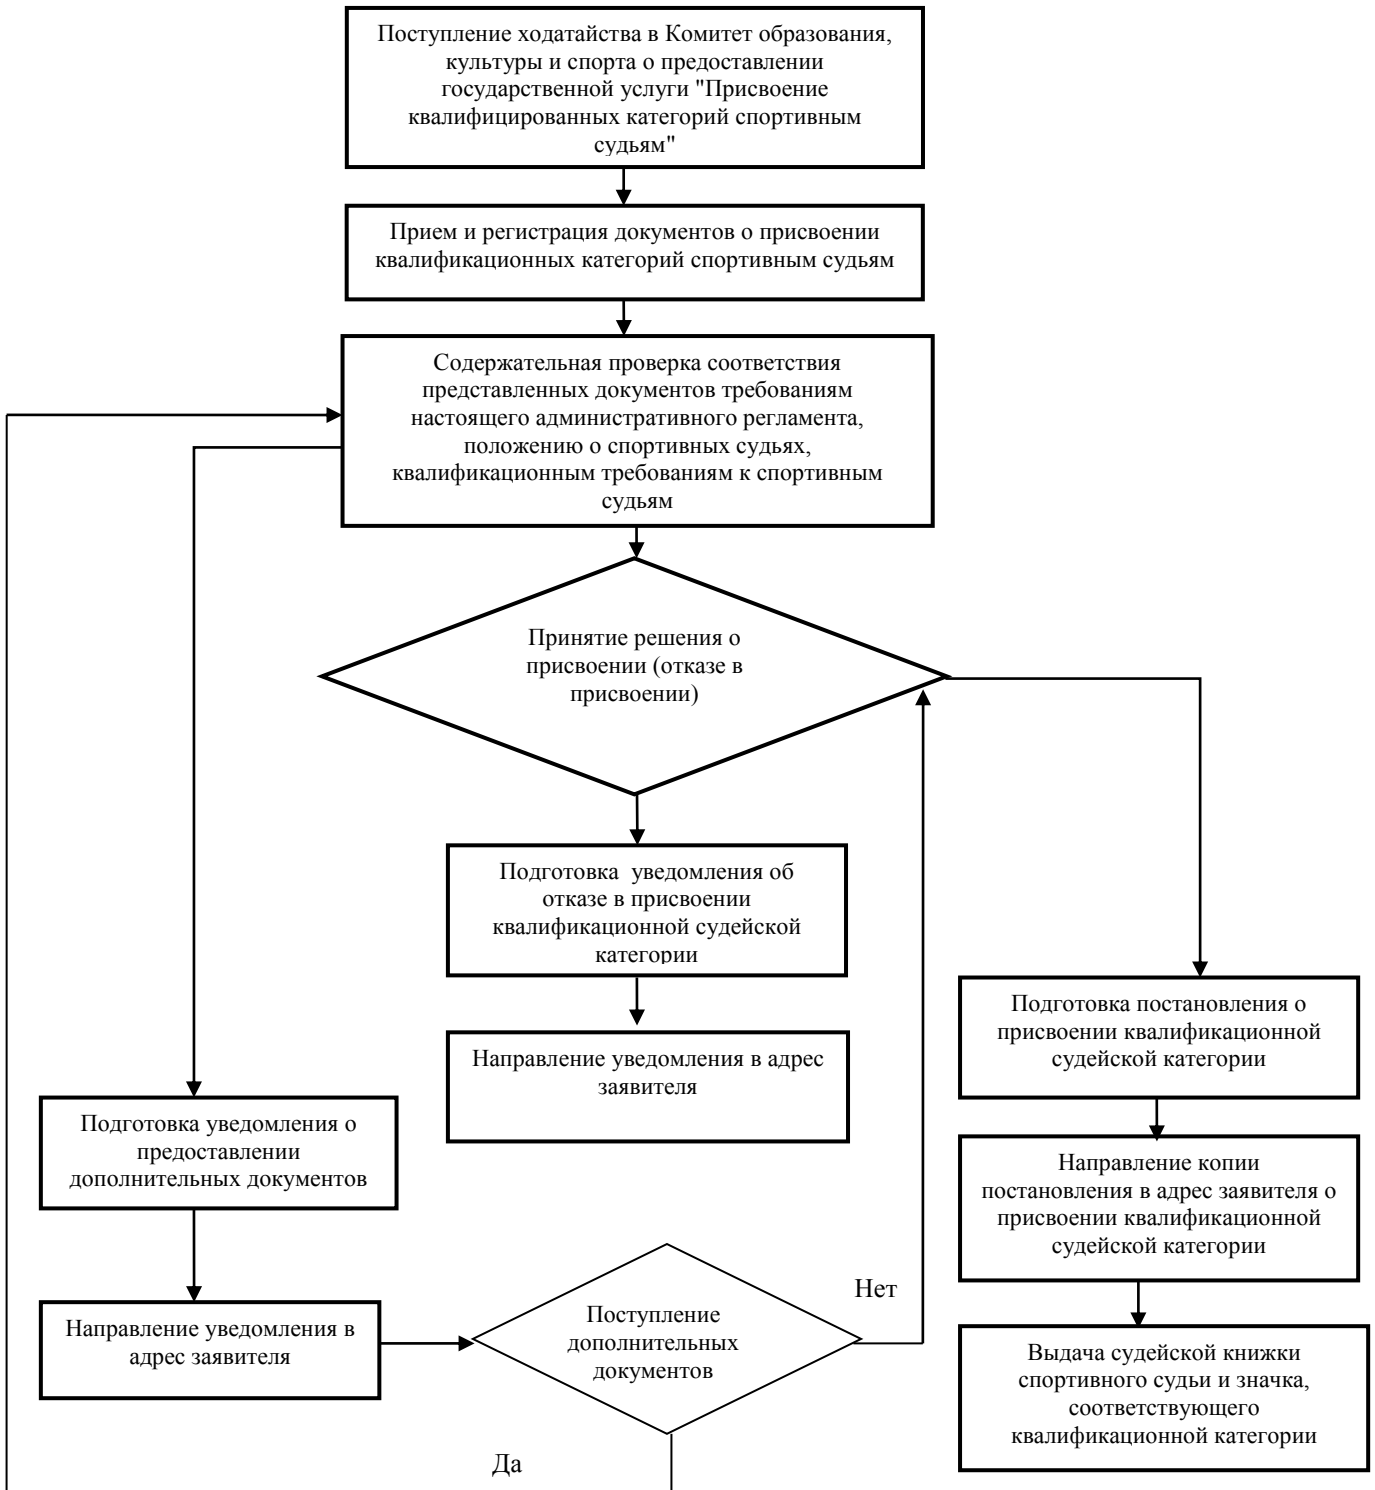 Поступление ходатайства в Комитет образования,
культуры и спорта о предоставлении
государственной услуги "Присвоение
квалифицированных категорий спортивным
судьям"
Прием и регистрация документов о присвоении
квалификационных категорий спортивным судьям
Содержательная проверка соответствия
представленных документов требованиям
настоящего административного регламента,
положению о спортивных судьях,
квалификационным требованиям к спортивным
судьям
Принятие решения о
присвоении (отказе в
присвоении)
Подготовка уведомления об
отказе в присвоении
квалификационной судейской
категории
Направление уведомления в адрес
заявителя
Подготовка постановления о
присвоении квалификационной
судейской категории
Направление копии
постановления в адрес заявителя о
присвоении квалификационной
судейской категории
Выдача судейской книжки
спортивного судьи и значка,
соответствующего
квалификационной категории
Подготовка уведомления о
предоставлении
дополнительных документов
Направление уведомления в
адрес заявителя
Поступление
дополнительных
документов
Нет
Да